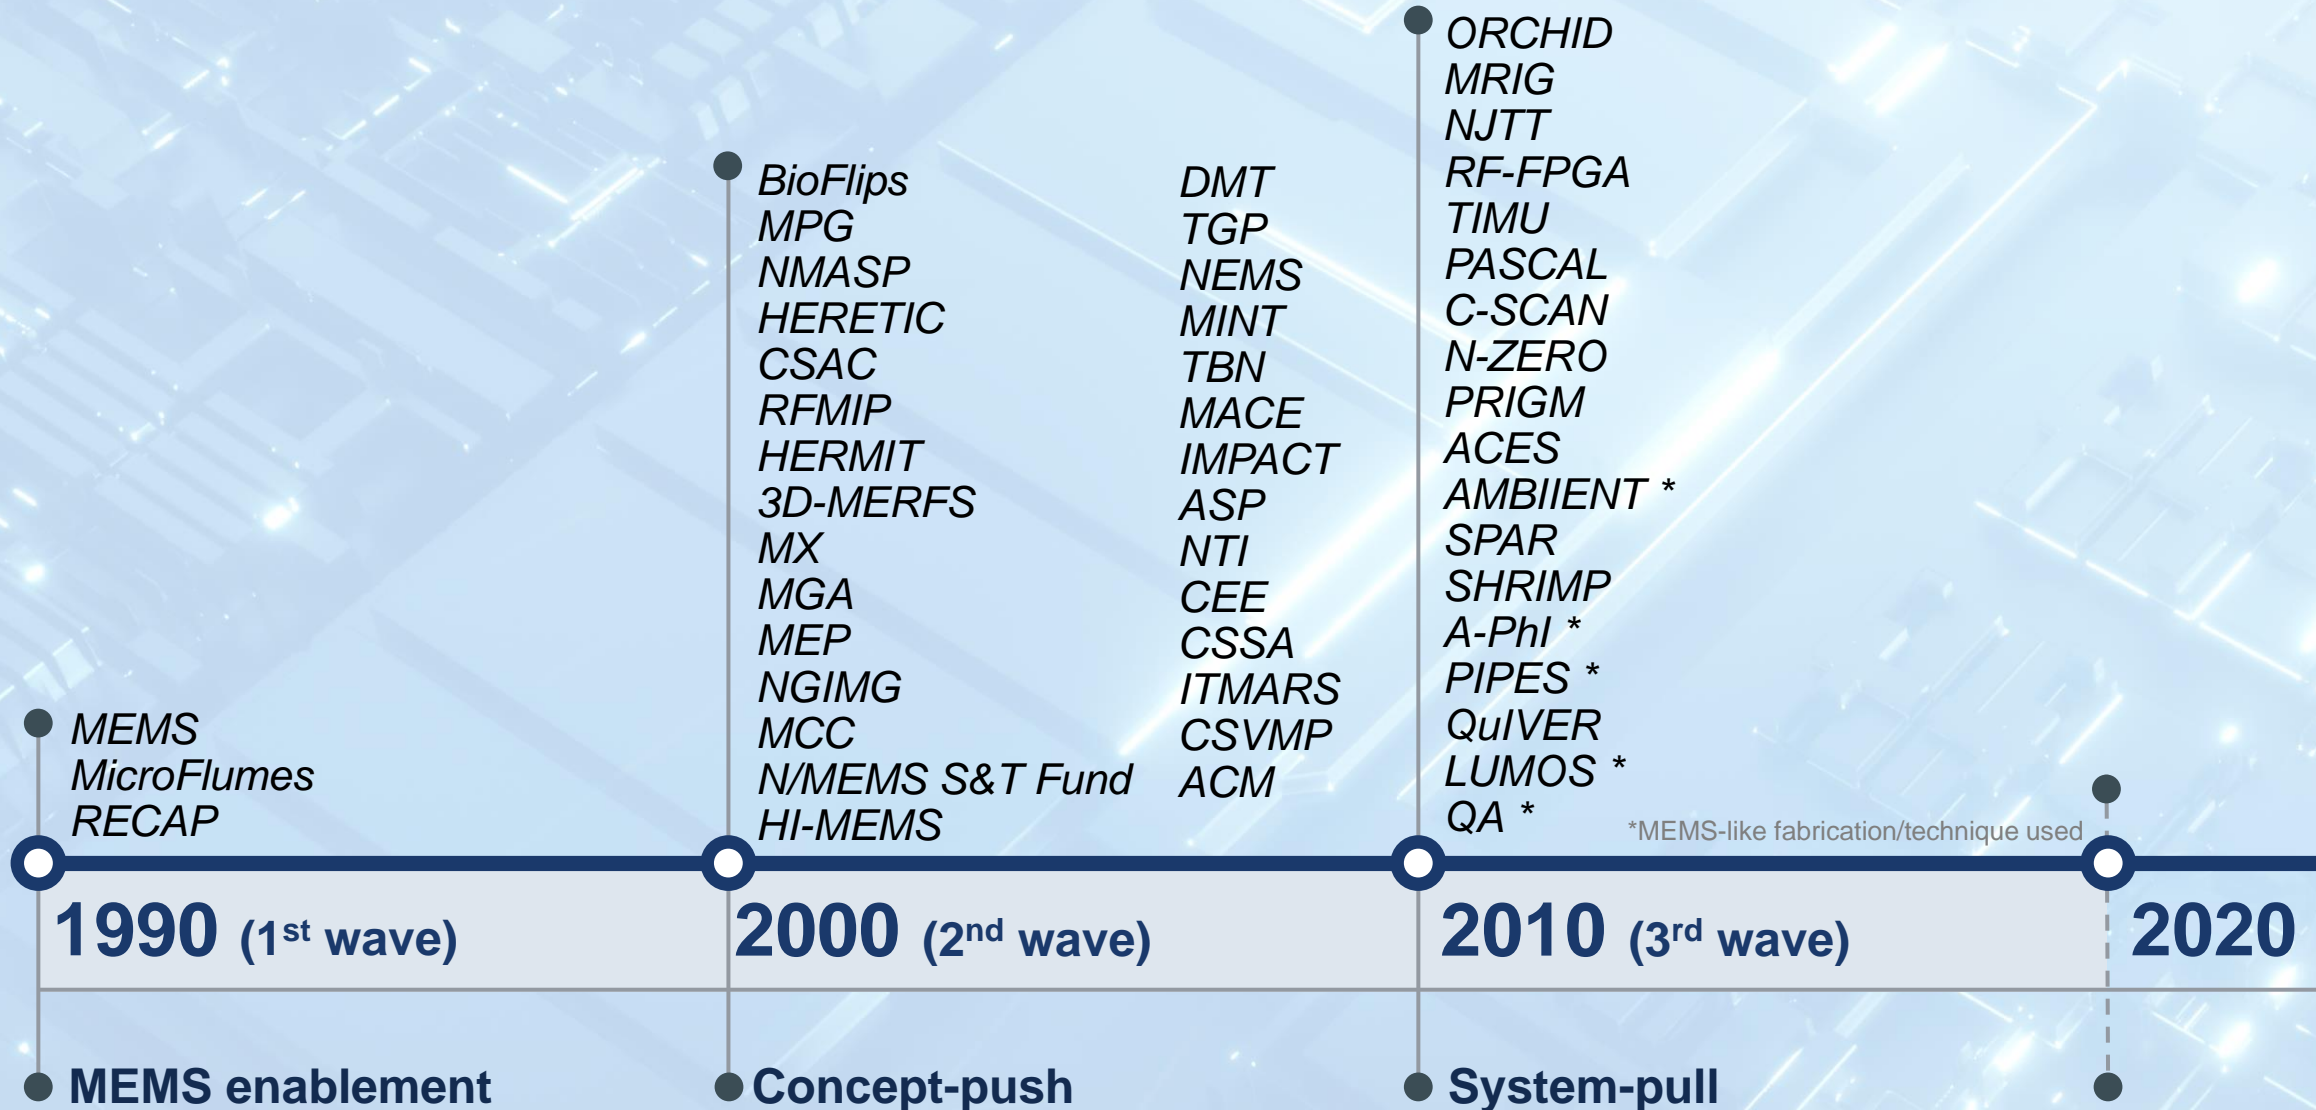 MEMS
MicroFlumes
RECAP
BioFlips
MPG
NMASP
HERETIC
CSAC
RFMIP
HERMIT
3D-MERFS
MX
MGA
MEP
NGIMG
MCC
N/MEMS S&T Fund
HI-MEMS
DMT
TGP
NEMS
MINT
TBN
MACE
IMPACT
ASP
NTI
CEE
CSSA
ITMARS
CSVMP
ACM
ORCHID
MRIG
NJTT
RF-FPGA
TIMU
PASCAL
C-SCAN
N-ZERO
PRIGM
ACES
AMBIIENT *
SPAR
SHRIMP
A-PhI *
PIPES *
QuIVER
LUMOS *
QA *
*MEMS-like fabrication/technique used
1990 (1st wave)
2000 (2nd wave)
2010 (3rd wave)
2020
MEMS enablement
Concept-push
System-pull